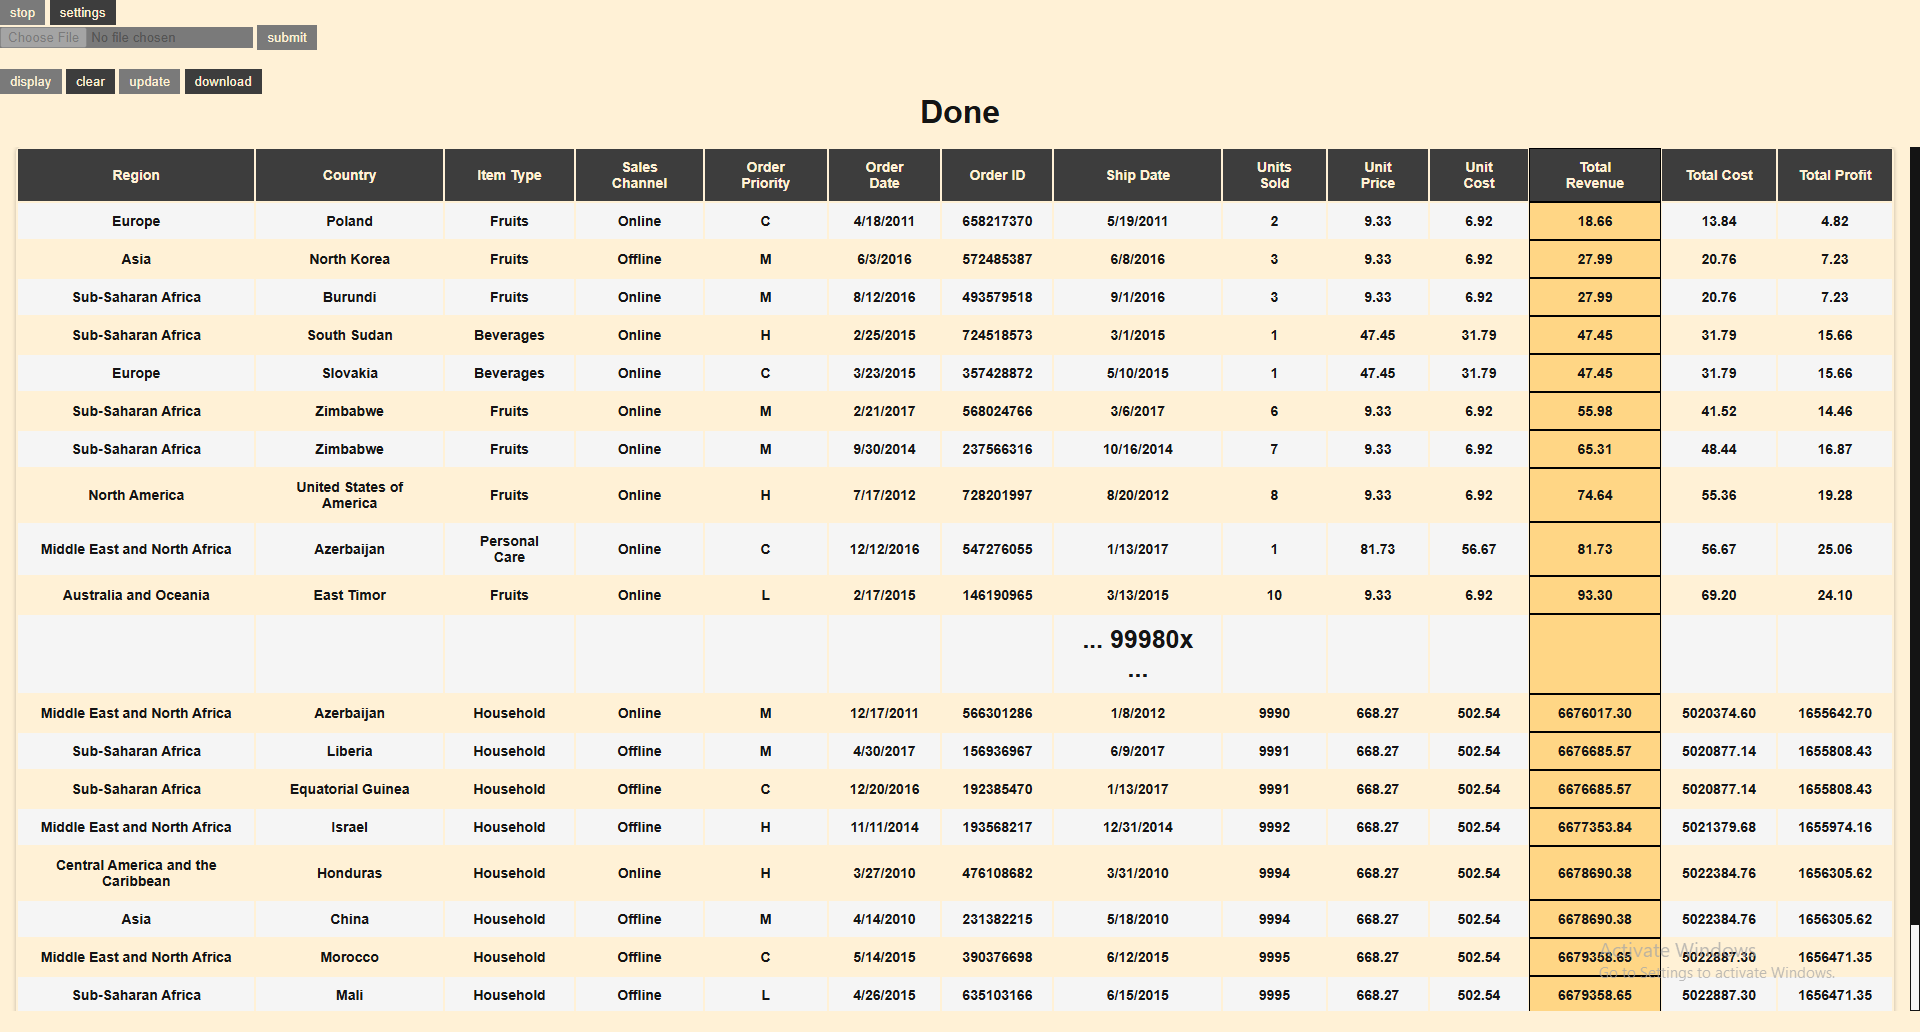 stop settings
Choose File No file chosen submit
display clear update download
Done
Region Country Item Type Sales Channel Order Priority Order Date Order ID Ship Date Units Sold Unit Price Unit Cost Total Revenue Total Cost Total Profit
Europe Poland Fruits Online C 4/18/2011 658217370 5/19/2011 2 9.33 6.92 18.66 13.84 4.82
Asia North Korea Fruits Offline M 6/3/2016 572485387 6/8/2016 3 9.33 6.92 27.99 20.76 7.23
Sub-Saharan Africa Burundi Fruits Online M 8/12/2016 493579518 9/1/2016 3 9.33 6.92 27.99 20.76 7.23
Sub-Saharan Africa South Sudan Beverages Online H 2/25/2015 724518573 3/1/2015 1 47.45 31.79 47.45 31.79 15.66
Europe Slovakia Beverages Online C 3/23/2015 357428872 5/10/2015 1 47.45 31.79 47.45 31.79 15.66
Sub-Saharan Africa Zimbabwe Fruits Online M 2/21/2017 568024766 3/6/2017 6 9.33 6.92 55.98 41.52 14.46
Sub-Saharan Africa Zimbabwe Fruits Online M 9/30/2014 237566316 10/16/2014 7 9.33 6.92 65.31 48.44 16.87
North America United States of America Fruits Online H 7/17/2012 728201997 8/20/2012 8 9.33 6.92 74.64 55.36 19.28
Middle East and North Africa Azerbaijan Personal Care Online C 12/12/2016 547276055 1/13/2017 1 81.73 56.67 81.73 56.67 25.06
Australia and Oceania East Timor Fruits Online L 2/17/2015 146190965 3/13/2015 10 9.33 6.92 93.30 69.20 24.10
... 99980x
...
Middle East and North Africa Azerbaijan Household Online M 12/17/2011 566301286 1/8/2012 9990 668.27 502.54 6676017.30 5020374.60 1655642.70
Sub-Saharan Africa Liberia Household Offline M 4/30/2017 156936967 6/9/2017 9991 668.27 502.54 6676685.57 5020877.14 1655808.43
Sub-Saharan Africa Equatorial Guinea Household Offline C 12/20/2016 192385470 1/13/2017 9991 668.27 502.54 6676685.57 5020877.14 1655808.43
Middle East and North Africa Israel Household Offline H 11/11/2014 193568217 12/31/2014 9992 668.27 502.54 6677353.84 5021379.68 1655974.16
Central America and the Caribbean Honduras Household Online H 3/27/2010 476108682 3/31/2010 9994 668.27 502.54 6678690.38 5022384.76 1656305.62
Asia China Household Offline M 4/14/2010 231382215 5/18/2010 9994 668.27 502.54 6678690.38 5022384.76 1656305.62
Middle East and North Africa Morocco Household Offline C 5/14/2015 390376698 6/12/2015 9995 668.27 502.54 6679358.65 5022887.30 1656471.35
Sub-Saharan Africa Mali Household Offline L 4/26/2015 635103166 6/15/2015 9995 668.27 502.54 6679358.65 5022887.30 1656471.35
Activate Windows
Go to Settings to activate Windows.